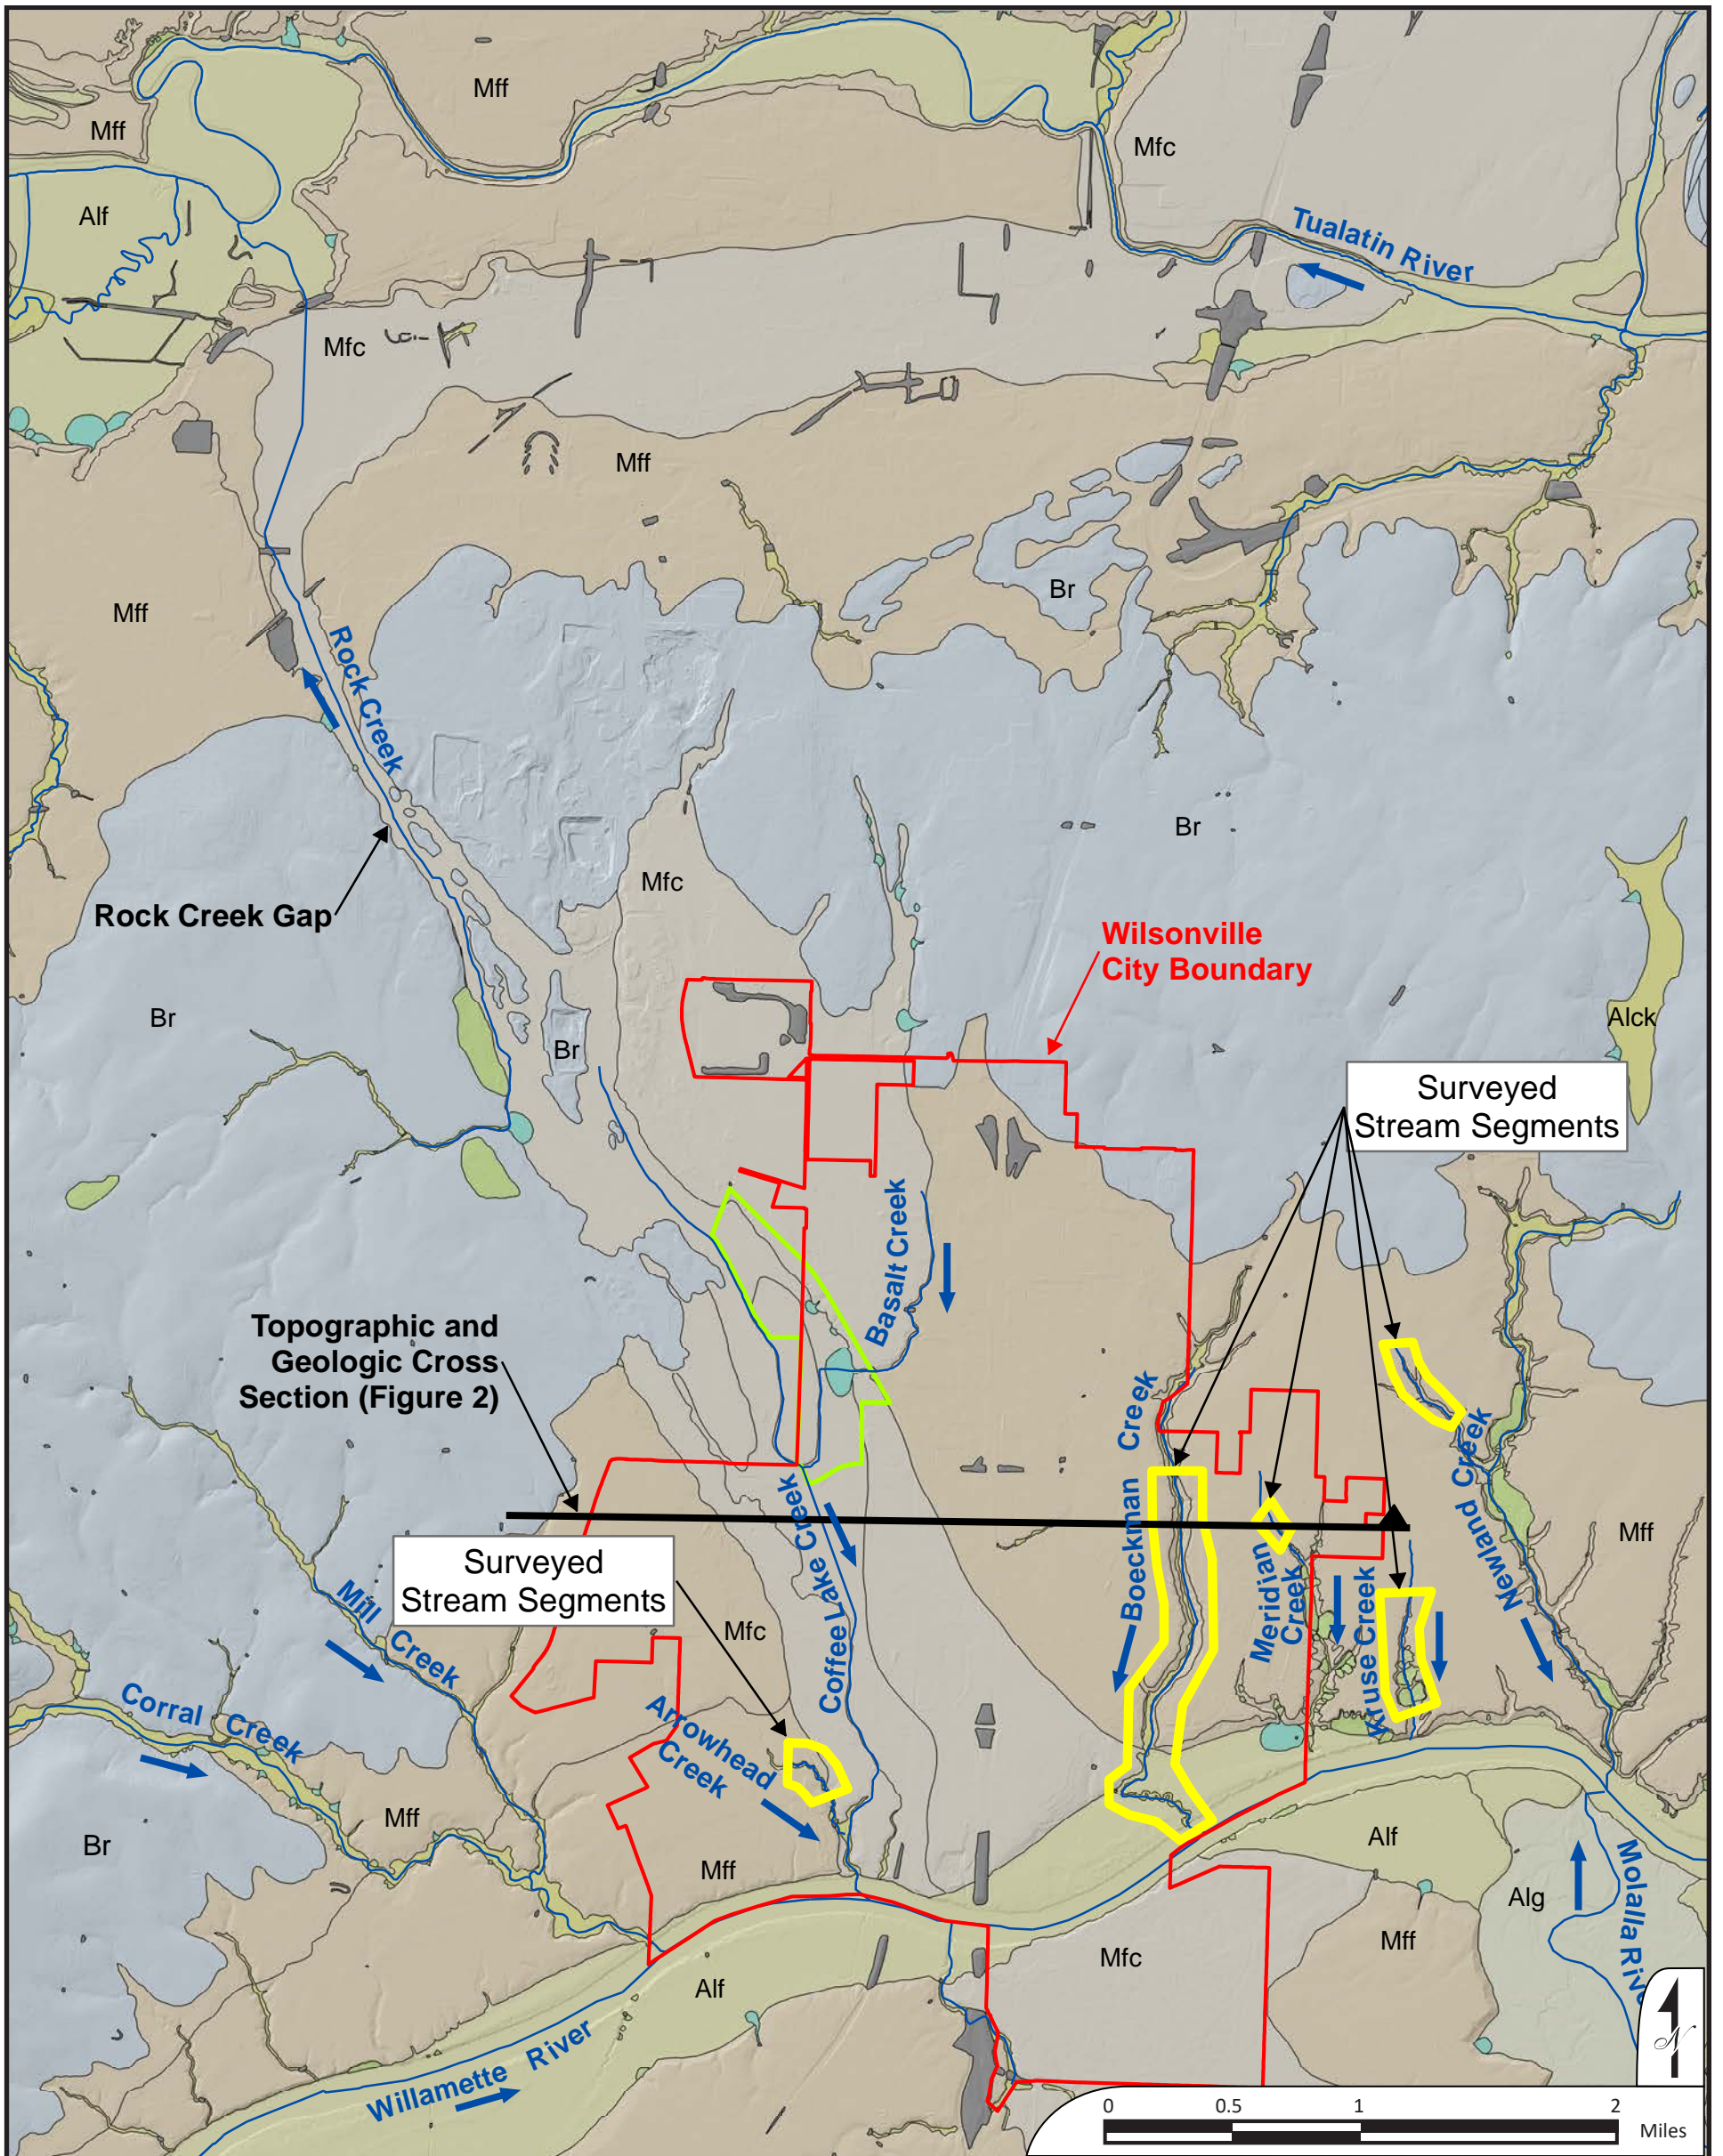 Mff
Mff
Mfc
Alf
Tualatin River
Mfc
Mff
Br
Mff
Rock Creek
Br
Mfc
Rock Creek Gap
Wilsonville
City Boundary
Br
Alck
Br
Surveyed
Stream Segments
Basalt Creek
Topographic and
Geologic Cross
Section (Figure 2)
Boeckman Creek
Newland Creek
Mff
Coffee Lake Creek
Surveyed
Stream Segments
Meridian
Creek
Kruse Creek
Mill Creek
Mfc
Corral Creek
Arrowhead
Creek
Mff
Br
Alf
Mff
Alg
Molalla
Mff
Mfc
Alf
Willamette River
N
0 0.5 1 2
Miles